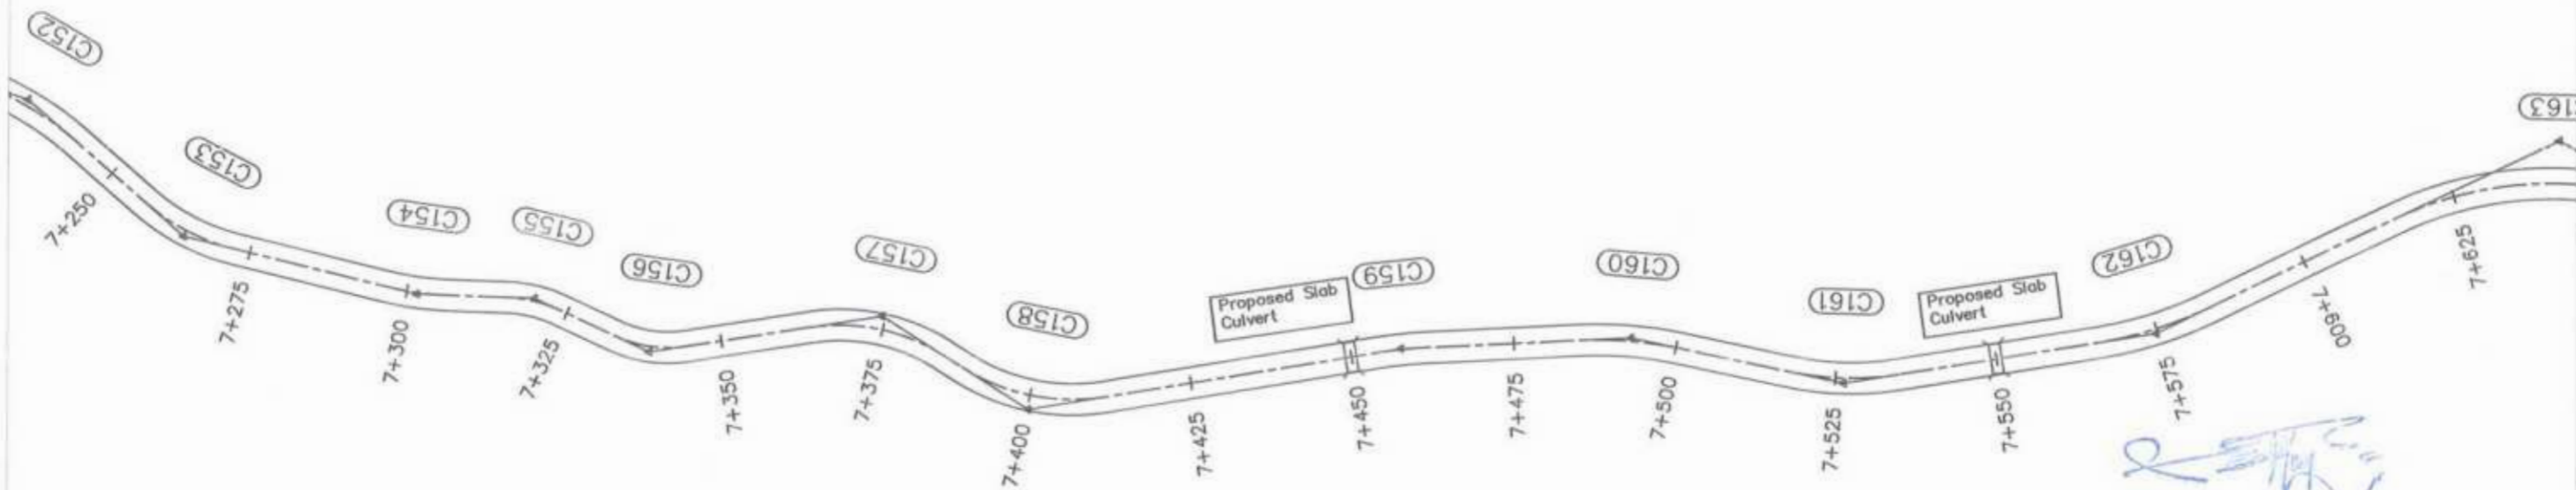 C152
C153
C154
C155
C156
C157
C158
Proposed Slab
Culvert
C159
C160
C161
Proposed Slab
Culvert
C162
C163
7+250
7+275
7+300
7+325
7+350
7+375
7+400
7+425
7+450
7+475
7+500
7+525
7+550
7+575
7+600
7+625